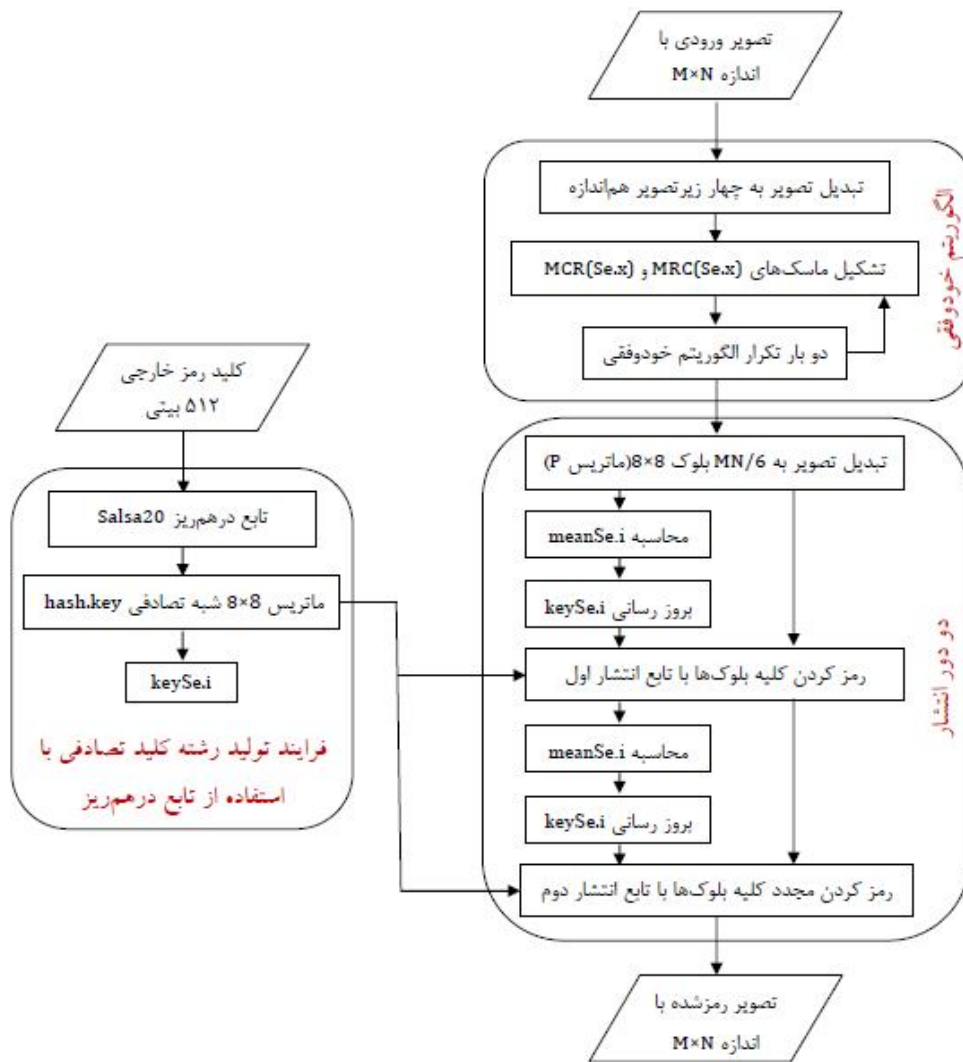 تصویر ورودی با
اندازه M×N
الگوریتم خودوفقی
تبدیل تصویر به چهار زیرتصویر هم‌اندازه
تشکیل ماسک‌های MRC(Se.x) و MCR(Se.x)
دو بار تکرار الگوریتم خودوفقی
کلید رمز خارجی
۵۱۲ بیتی
تابع درهم‌ریز Salsa20
ماتریس 8×8 شبه تصادفی hash.key
keySe.i
فرایند تولید رشته کلید تصادفی با
استفاده از تابع درهم‌ریز
دو دور انتشار
تبدیل تصویر به MN/6 بلوک 8×8(ماتریس P)
محاسبه meanSe.i
بروز رسانی keySe.i
رمز کردن کلیه بلوک‌ها با تابع انتشار اول
محاسبه meanSe.i
بروز رسانی keySe.i
رمز کردن مجدد کلیه بلوک‌ها با تابع انتشار دوم
تصویر رمزشده با
اندازه M×N